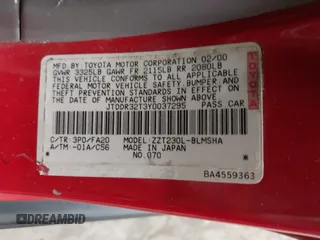 MFD. BY TOYOTA MOTOR CORPORATION 02/00
GVWR 3325LB GAWR FR 2115LB RR 2080LB
THIS VEHICLE CONFORMS TO ALL APPLICABLE
FEDERAL MOTOR VEHICLE SAFETY, BUMPER,
AND THEFT PREVENTION STANDARDS IN EFFECT
ON THE DATE OF MANUFACTURE SHOWN ABOVE.
JTDDR32T3Y0037295 PASS. CAR
TOYOTA
C/TR: 3P0/FA20 MODEL: ZZT230L-BLMSHA
A/TM: -01A/C56 MADE IN JAPAN
NO.070
BA4559363
DRIABID